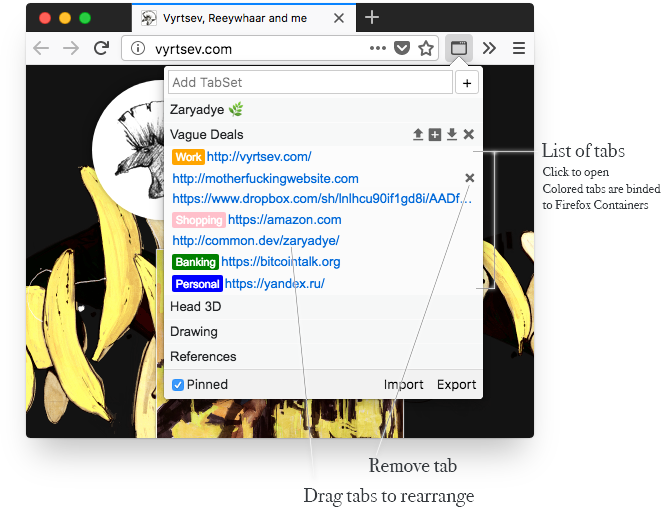 Vyrtsev, Reeywhaar and me
vyrtsev.com
Add TabSet
Zaryadye
Vague Deals
Work http://vyrtsev.com/
http://motherfuckingwebsite.com
https://www.dropbox.com/sh/lnlhcu90if1gd8i/AADf…
Shopping https://amazon.com
http://common.dev/zaryadye/
Banking https://bitcointalk.org
Personal https://yandex.ru/
Head 3D
Drawing
References
Pinned Import Export
List of tabs
Click to open
Colored tabs are binded
to Firefox Containers
Remove tab
Drag tabs to rearrange